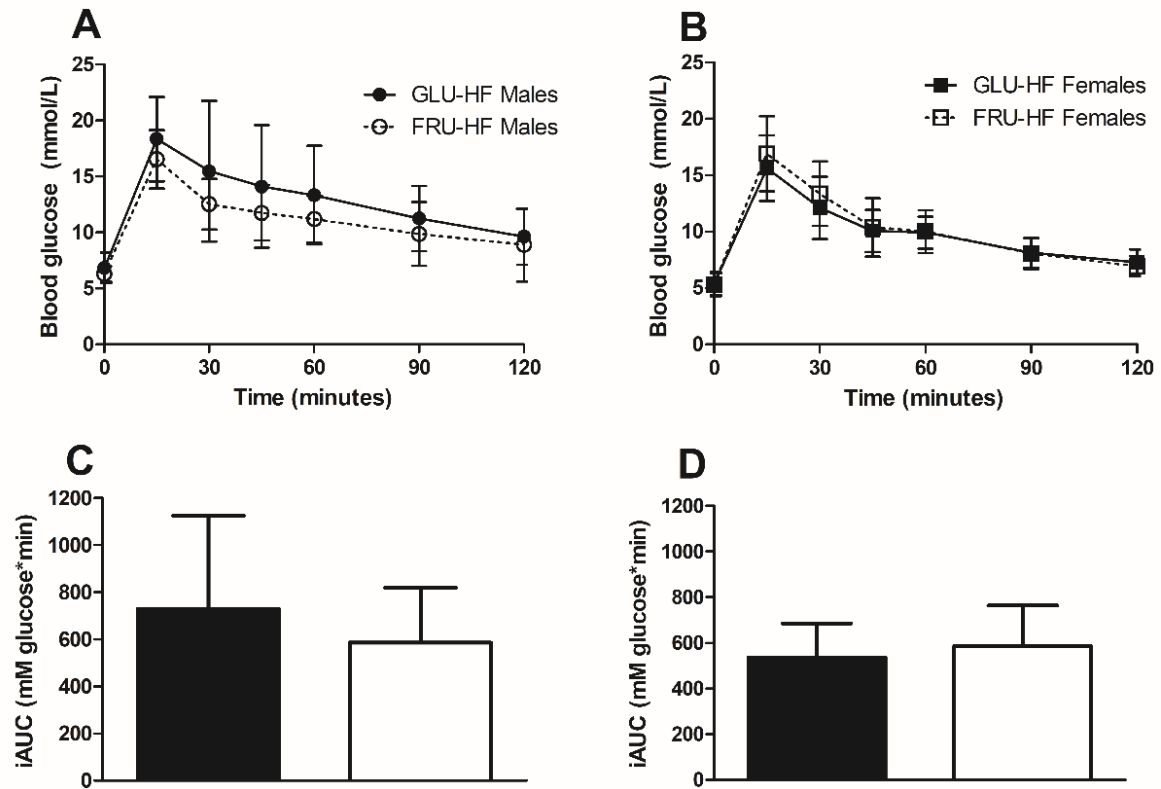 A
Blood glucose (mmol/L)
25
20
15
10
5
0
GLU-HF Males
FRU-HF Males
0 30 60 90 120
Time (minutes)
B
Blood glucose (mmol/L)
25
20
15
10
5
0
GLU-HF Females
FRU-HF Females
0 30 60 90 120
Time (minutes)
C
iAUC (mM glucose*min)
1200
1000
800
600
400
200
0
D
iAUC (mM glucose*min)
1200
1000
800
600
400
200
0